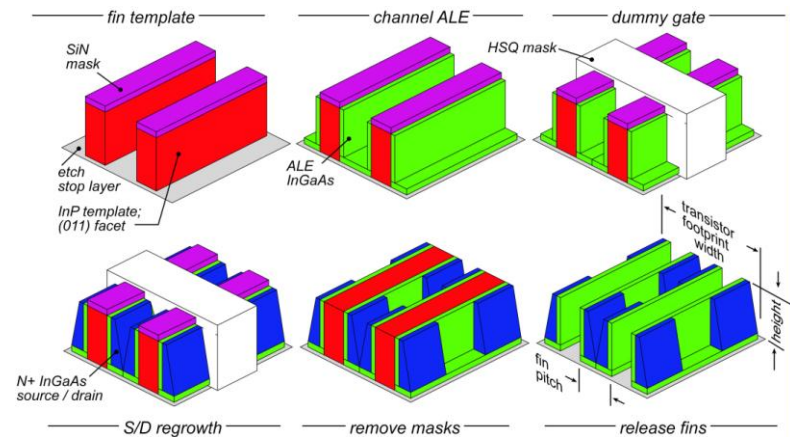 fin template
channel ALE
dummy gate
SiN
mask
HSQ mask
etch
stop layer
InP template;
(011) facet
ALE
InGaAs
transistor
footprint
width
height
N+ InGaAs
source / drain
fin
pitch
S/D regrowth
remove masks
release fins